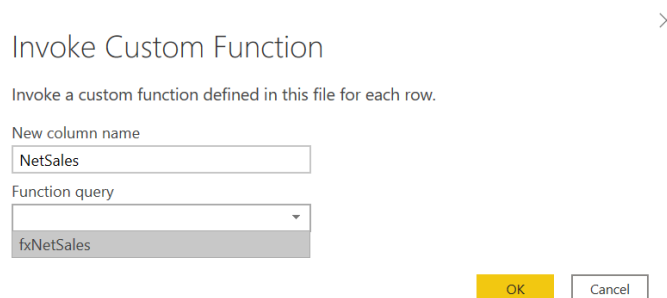 Invoke Custom Function
Invoke a custom function defined in this file for each row.
New column name
NetSales
Function query
fxNetSales
OK Cancel